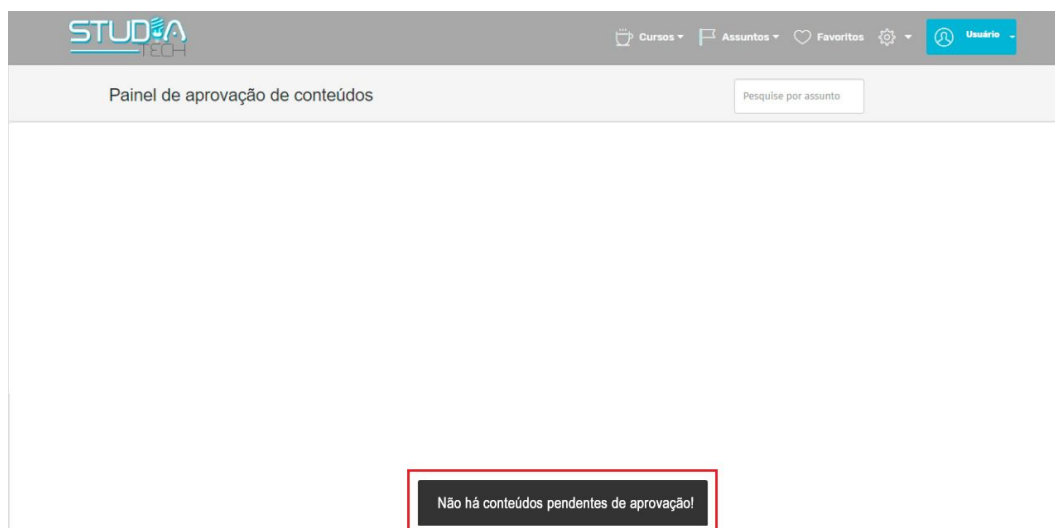 STUDIA
TECH
Cursos
Assuntos
Favoritos
Usuário
Painel de aprovação de conteúdos
Pesquise por assunto
Não há conteúdos pendentes de aprovação!